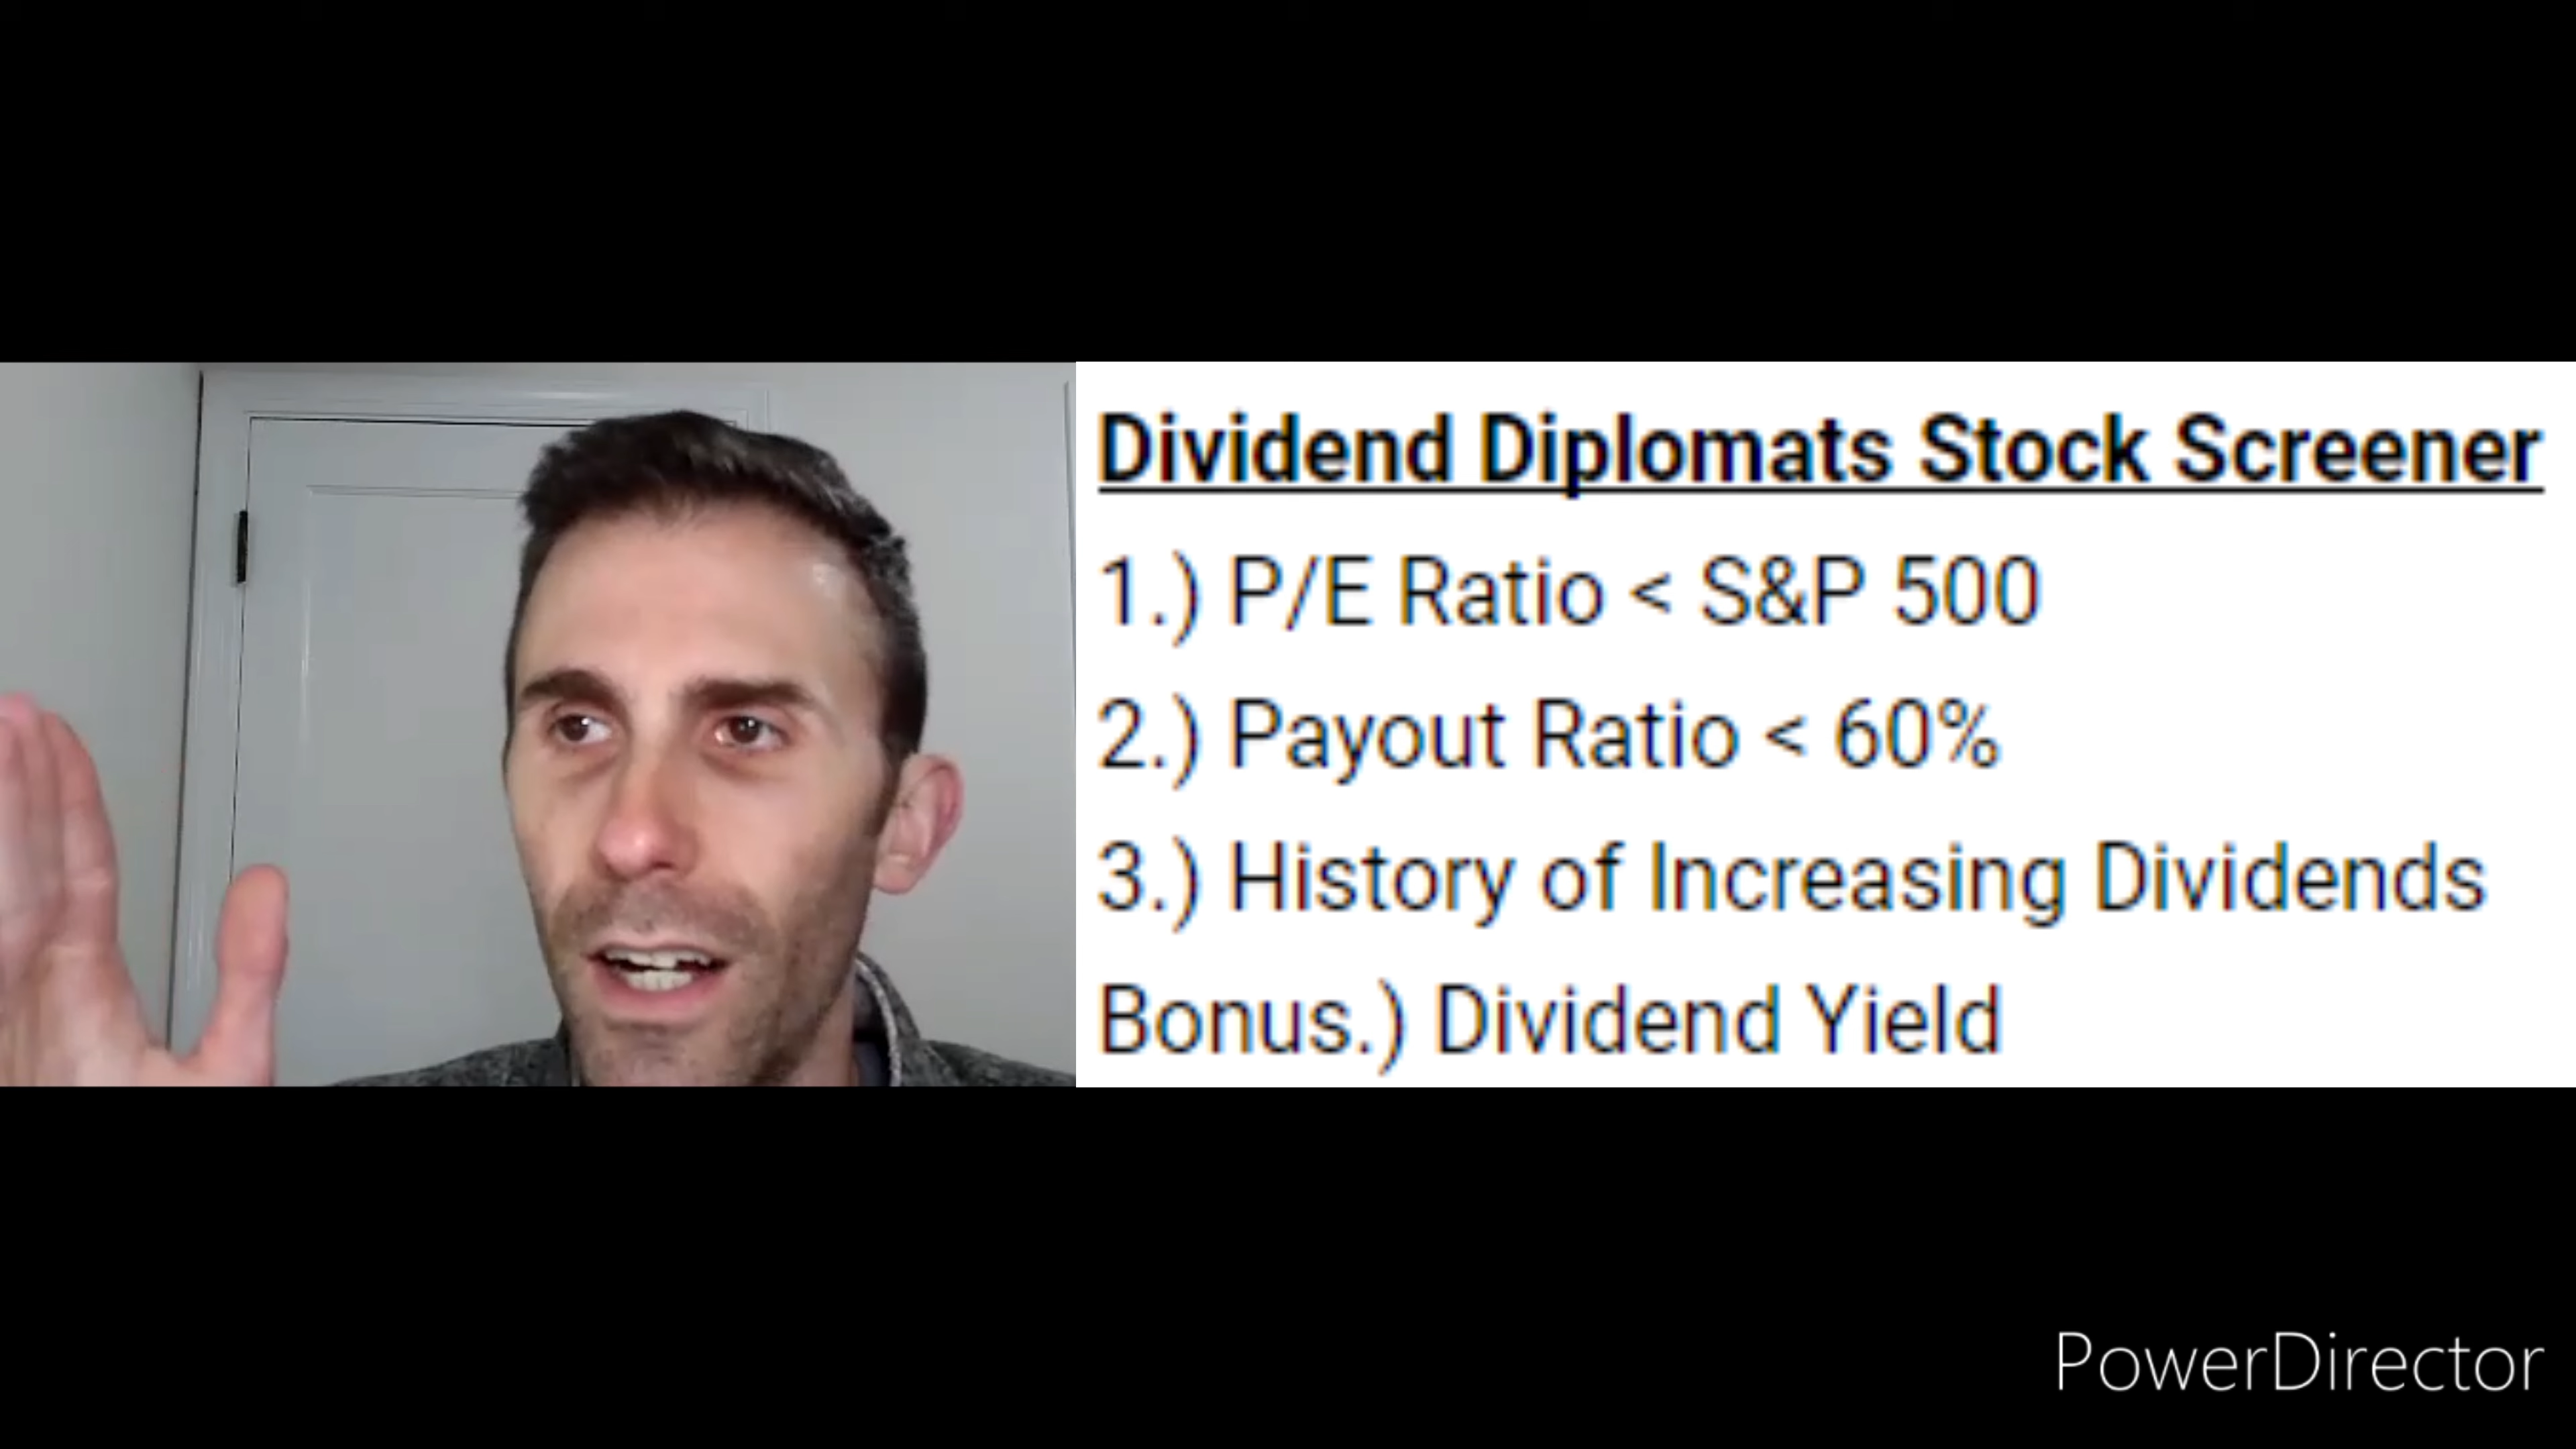 Dividend Diplomats Stock Screener
1.) P/E Ratio < S&P 500
2.) Payout Ratio < 60%
3.) History of Increasing Dividends
Bonus.) Dividend Yield
PowerDirector